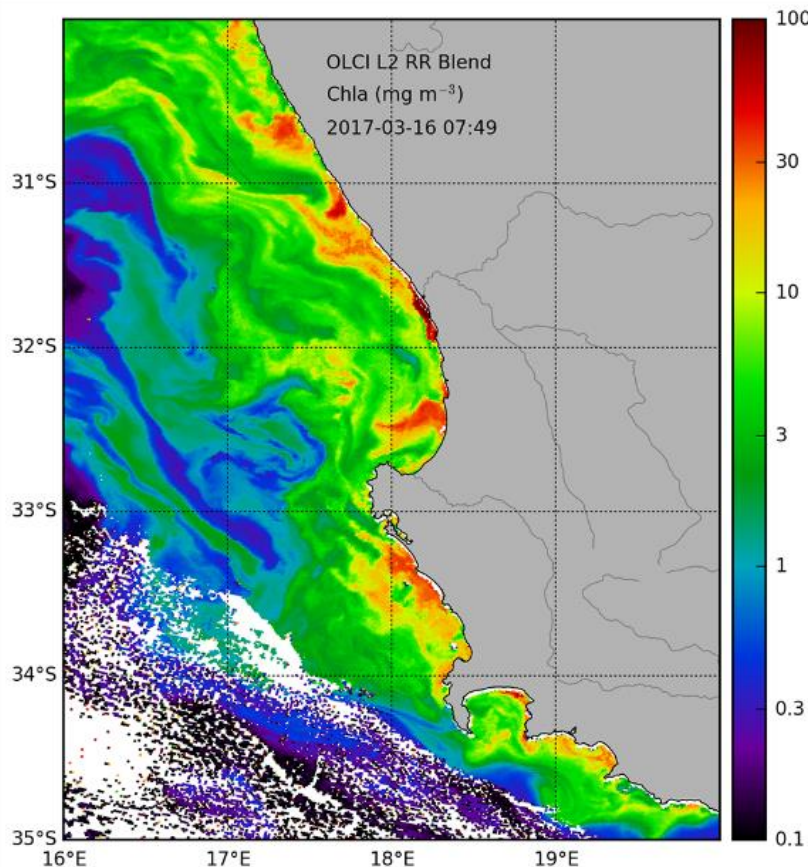 OLCI L2 RR Blend
Chla (mg m⁻³)
2017-03-16 07:49
31°S
32°S
33°S
34°S
35°S
16°E
17°E
18°E
19°E
100
30
10
3
1
0.3
0.1